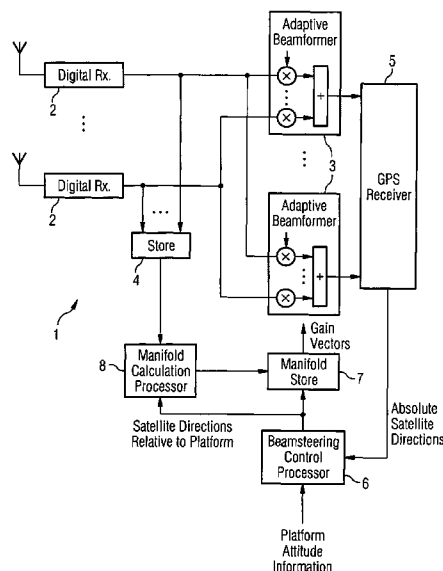 Adaptive
Beamformer
5
Digital Rx.
2
⋮
+
3
GPS
Receiver
Digital Rx.
2
...
Store
4
Adaptive
Beamformer
+
1
8
Manifold
Calculation
Processor
Gain
Vectors
Manifold
Store
7
Satellite Directions
Relative to Platform
Absolute
Satellite
Directions
Beamsteering
Control
Processor
6
Platform
Attitude
Information